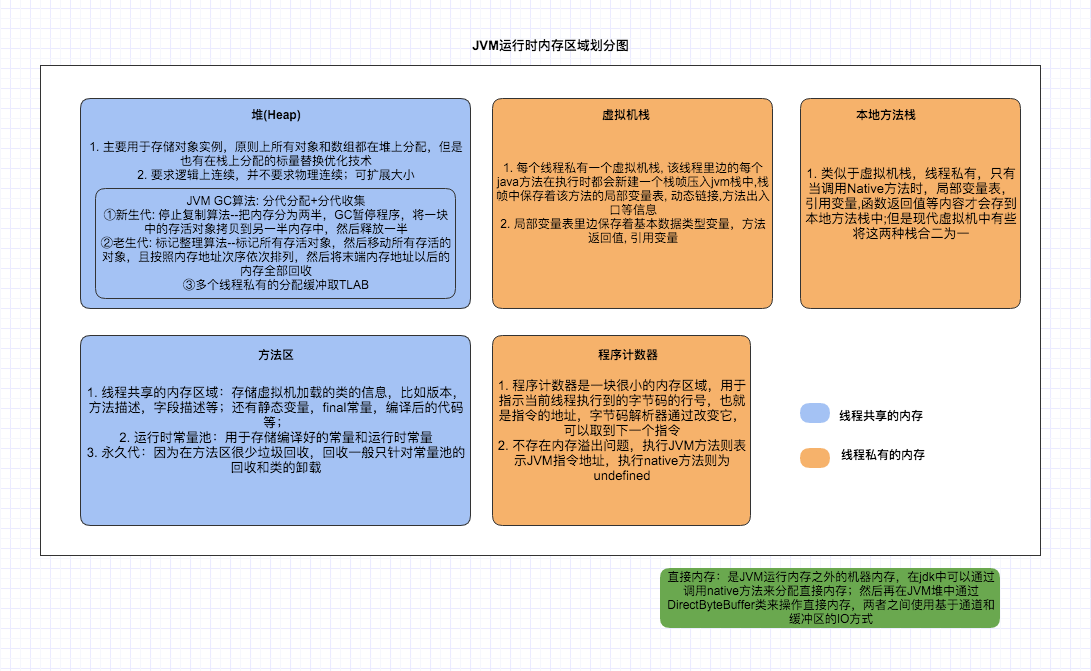 JVM运行时内存区域划分图
堆(Heap)
1. 主要用于存储对象实例，原则上所有对象和数组都在堆上分配，但是
也有在栈上分配的标量替换优化技术
2. 要求逻辑上连续，并不要求物理连续；可扩展大小
JVM GC算法: 分代分配+分代收集
①新生代: 停止复制算法--把内存分为两半，GC暂停程序，将一块
中的存活对象拷贝到另一半内存中，然后释放一半
②老生代: 标记整理算法--标记所有存活对象，然后移动所有存活的
对象，且按照内存地址次序依次排列，然后将末端内存地址以后的
内存全部回收
③多个线程私有的分配缓冲取TLAB
虚拟机栈
1. 每个线程私有一个虚拟机栈, 该线程里边的每个
java方法在执行时都会新建一个栈帧压入jvm栈中,栈
帧中保存着该方法的局部变量表, 动态链接,方法出入
口等信息
2. 局部变量表里边保存着基本数据类型变量，方法
返回值, 引用变量
本地方法栈
1. 类似于虚拟机栈，线程私有，只有
当调用Native方法时，局部变量表，
引用变量,函数返回值等内容才会存到
本地方法栈中;但是现代虚拟机中有些
将这两种栈合二为一
方法区
1. 线程共享的内存区域：存储虚拟机加载的类的信息，比如版本，
方法描述，字段描述等；还有静态变量，final常量，编译后的代码
等；
2. 运行时常量池：用于存储编译好的常量和运行时常量
3. 永久代：因为在方法区很少垃圾回收，回收一般只针对常量池的
回收和类的卸载
程序计数器
1. 程序计数器是一块很小的内存区域，用于
指示当前线程执行到的字节码的行号，也就
是指令的地址，字节码解析器通过改变它，
可以取到下一个指令
2. 不存在内存溢出问题，执行JVM方法则表
示JVM指令地址，执行native方法则为
undefined
线程共享的内存
线程私有的内存
直接内存：是JVM运行内存之外的机器内存，在jdk中可以通过
调用native方法来分配直接内存；然后再在JVM堆中通过
DirectByteBuffer类来操作直接内存，两者之间使用基于通道和
缓冲区的IO方式